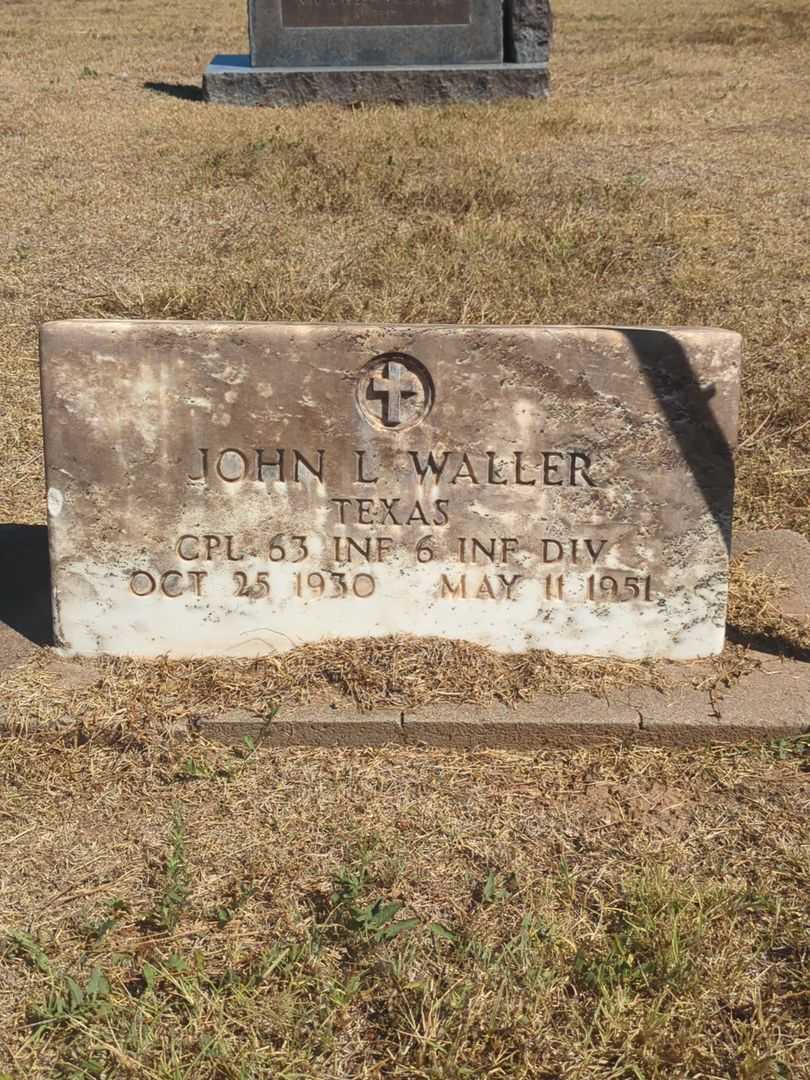 JOHN L WALLER
TEXAS
CPL 63 INF 6 INF DIV
OCT 25 1930 MAY 11 1951